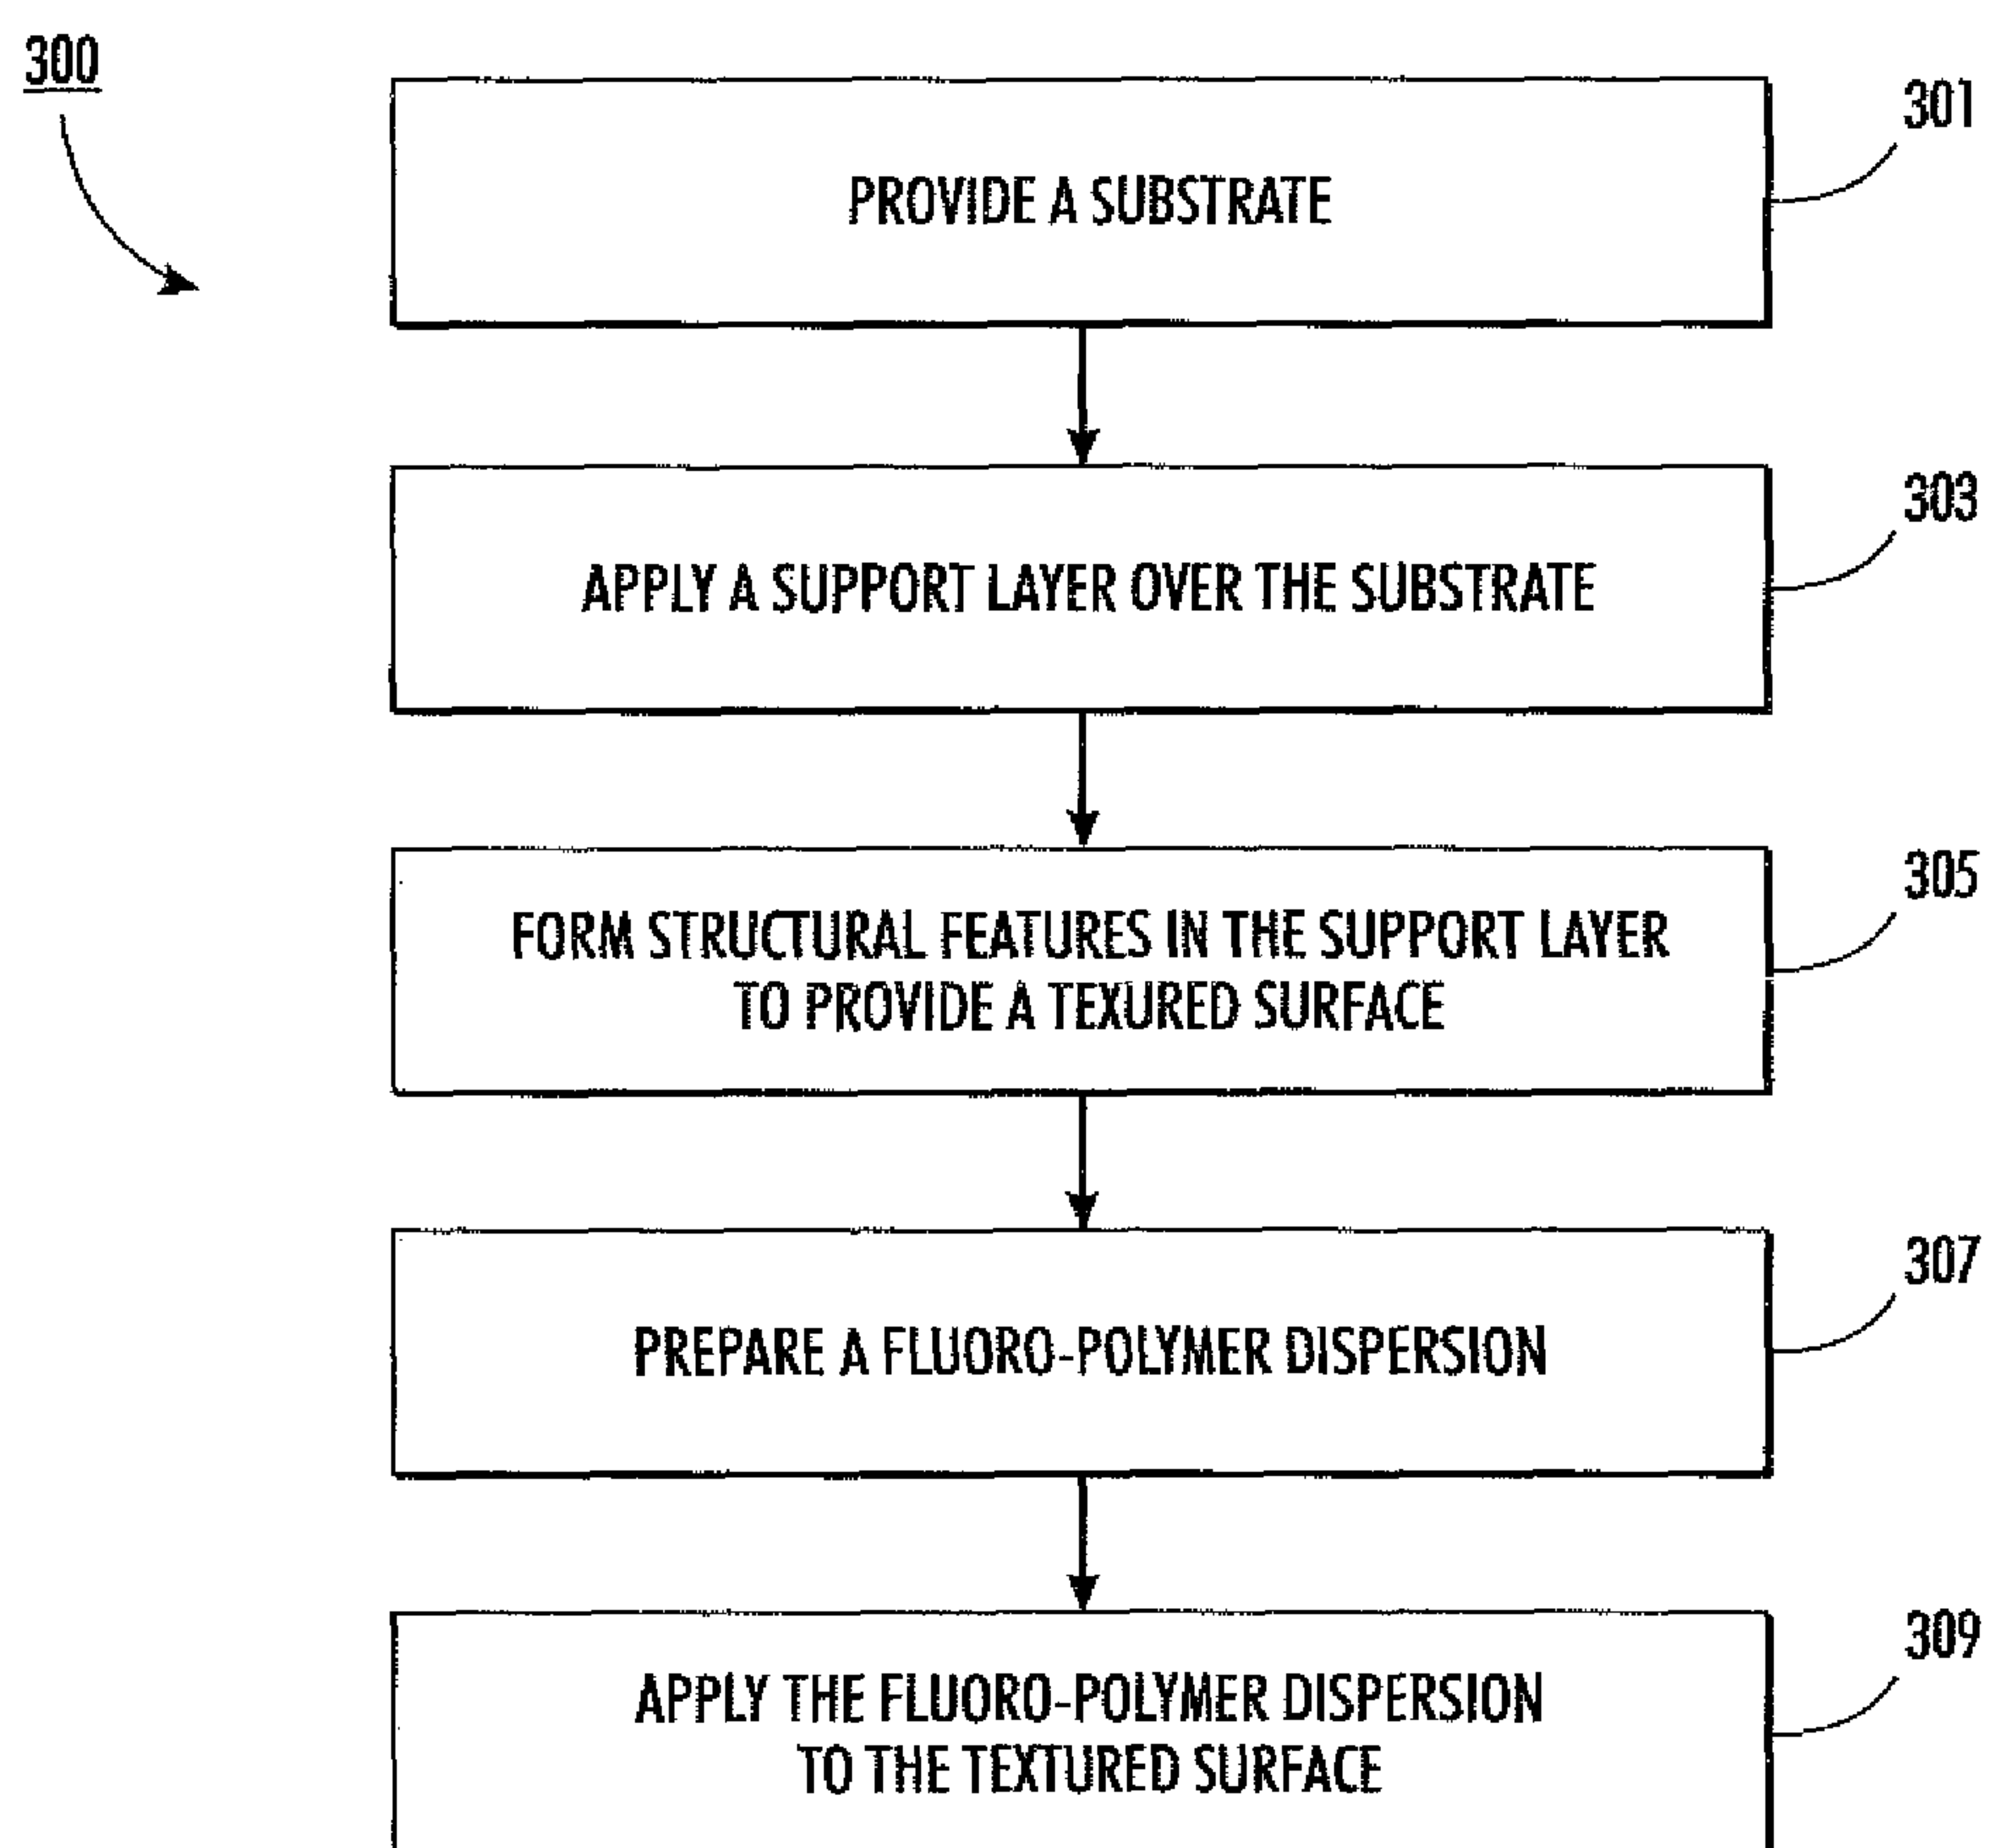 300
PROVIDE A SUBSTRATE
301
APPLY A SUPPORT LAYER OVER THE SUBSTRATE
303
FORM STRUCTURAL FEATURES IN THE SUPPORT LAYER
TO PROVIDE A TEXURED SURFACE
305
PREPARE A FLUORO-POLYMER DISPERSION
307
APPLY THE FLUORO-POLYMER DISPERSION
TO THE TEXTURED SURFACE
309